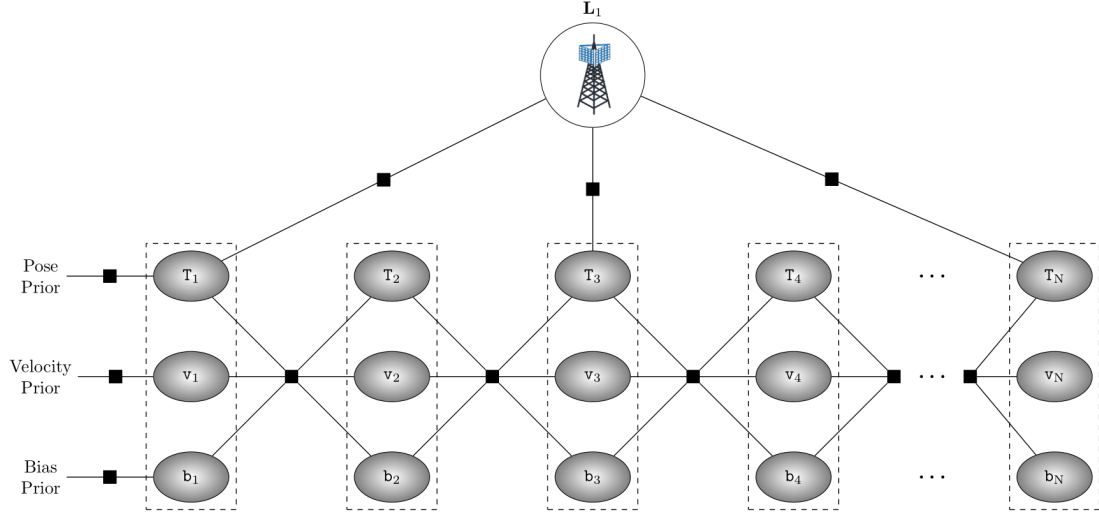 L₁
Pose
Prior
T₁ T₂ T₃ T₄ ··· T_N
Velocity
Prior
v₁ v₂ v₃ v₄ ··· v_N
Bias
Prior
b₁ b₂ b₃ b₄ ··· b_N